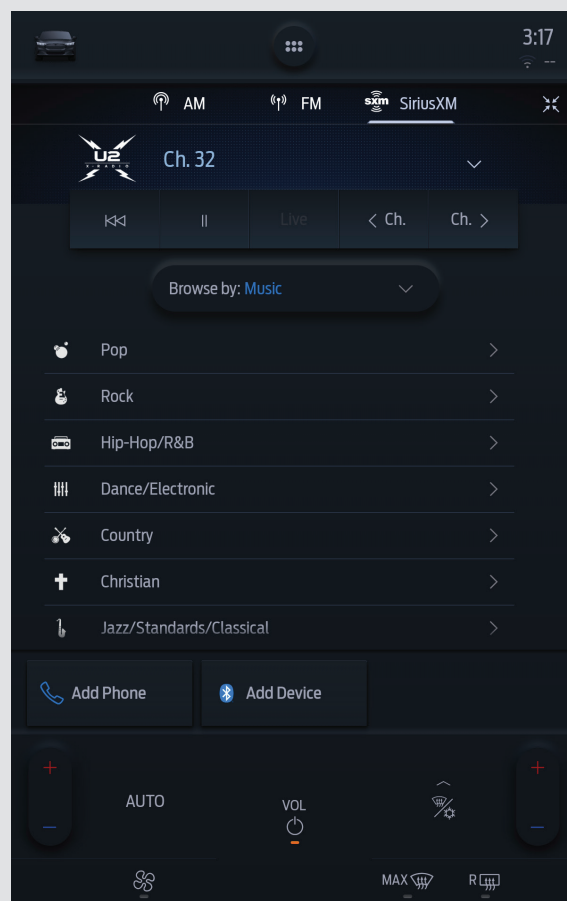 3:17
--
AM
FM
sxm SiriusXM
U2
X-RADIO
Ch. 32
Live
Ch.
Ch.
Browse by: Music
Pop
Rock
Hip-Hop/R&B
Dance/Electronic
Country
Christian
Jazz/Standards/Classical
Add Phone
Add Device
+
+
AUTO
VOL
−
−
MAX
R